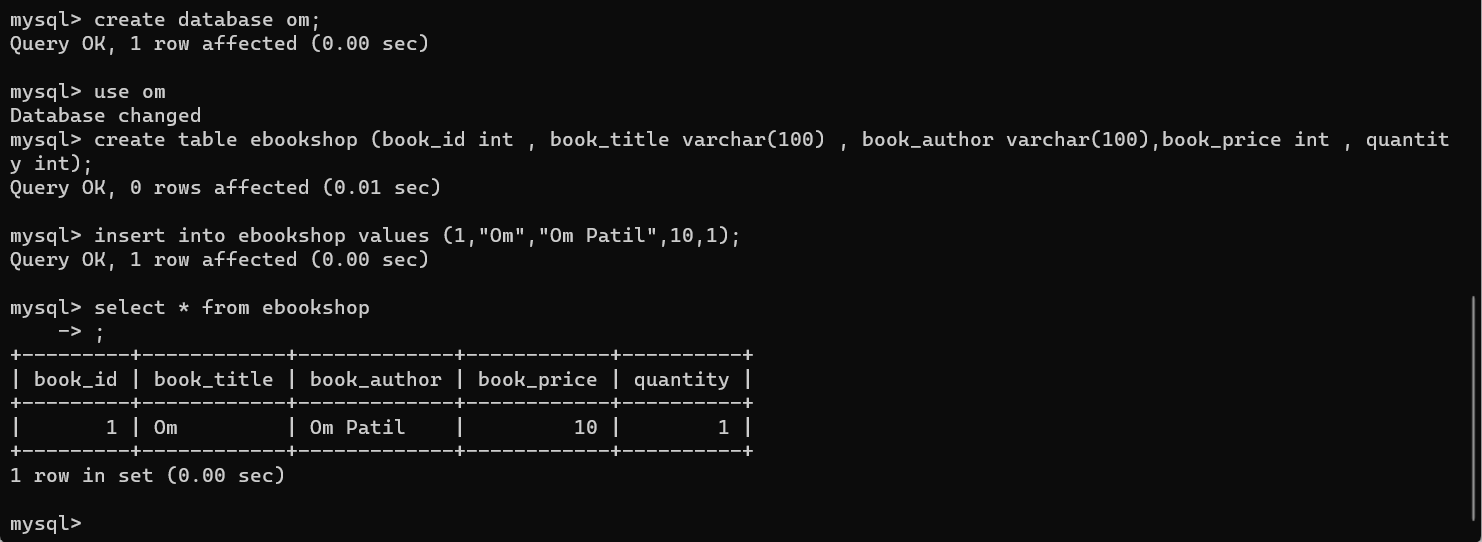 mysql> create database om;
Query OK, 1 row affected (0.00 sec)
mysql> use om
Database changed
mysql> create table ebookshop (book_id int , book_title varchar(100) , book_author varchar(100),book_price int , quantit
y int);
Query OK, 0 rows affected (0.01 sec)
mysql> insert into ebookshop values (1,"Om","Om Patil",10,1);
Query OK, 1 row affected (0.00 sec)
mysql> select * from ebookshop
    -> ;
+---------+------------+-------------+------------+----------+
| book_id | book_title | book_author | book_price | quantity |
+---------+------------+-------------+------------+----------+
|       1 | Om         | Om Patil    |         10 |        1 |
+---------+------------+-------------+------------+----------+
1 row in set (0.00 sec)
mysql>